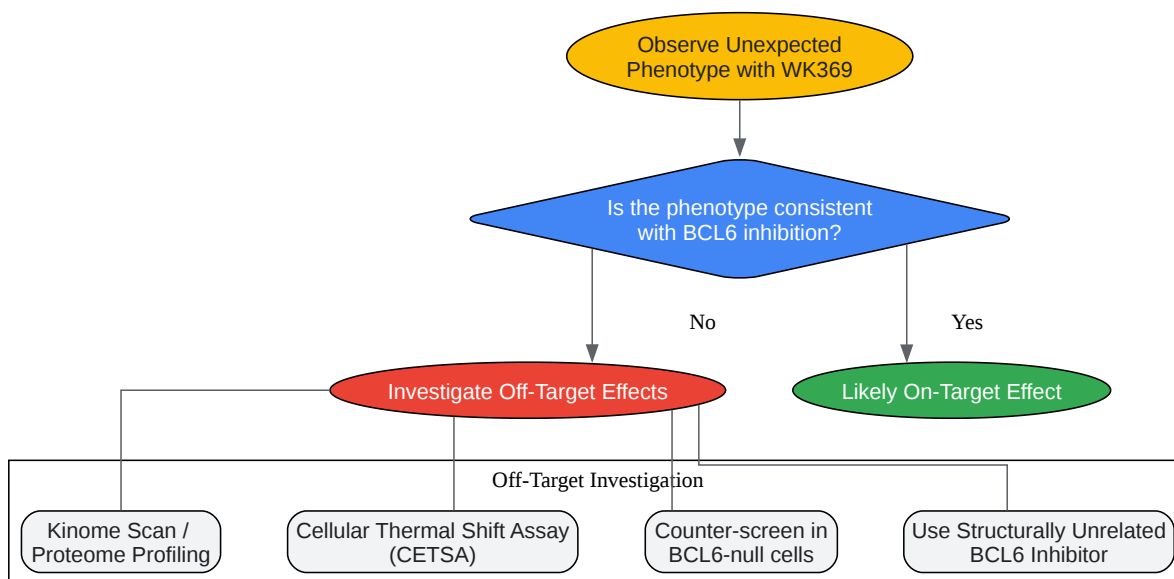 Observe Unexpected
Phenotype with WK369
Is the phenotype consistent
with BCL6 inhibition?
No
Yes
Investigate Off-Target Effects
Likely On-Target Effect
Off-Target Investigation
Kinome Scan /
Proteome Profiling
Cellular Thermal Shift Assay
(CETSA)
Counter-screen in
BCL6-null cells
Use Structurally Unrelated
BCL6 Inhibitor